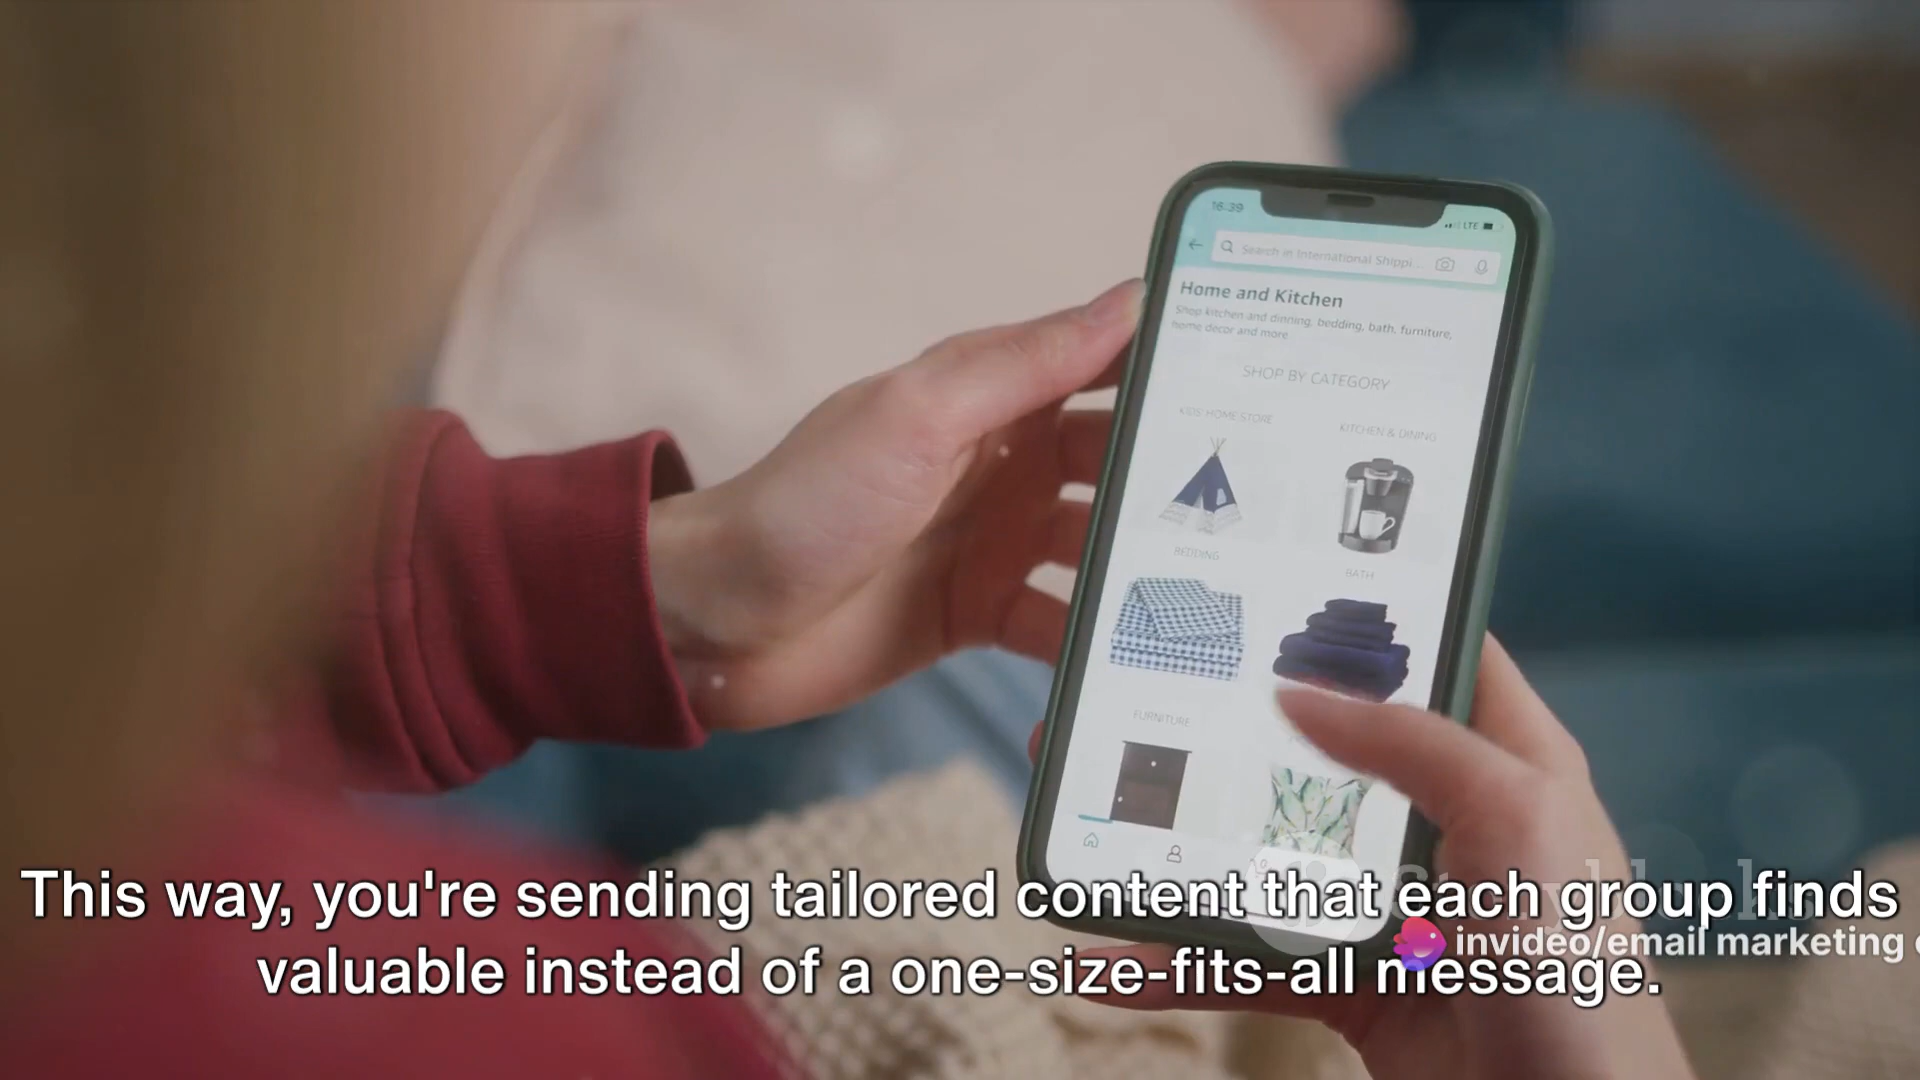 16:39
LTE
Search in International Shippi...
Home and Kitchen
Shop kitchen and dinning, bedding, bath, furniture,
home decor and more
SHOP BY CATEGORY
KIDS' HOME STORE
KITCHEN & DINING
BEDDING
BATH
FURNITURE
This way, you're sending tailored content that each group finds
valuable instead of a one-size-fits-all message.
Storyblocks
invideo/email marketing